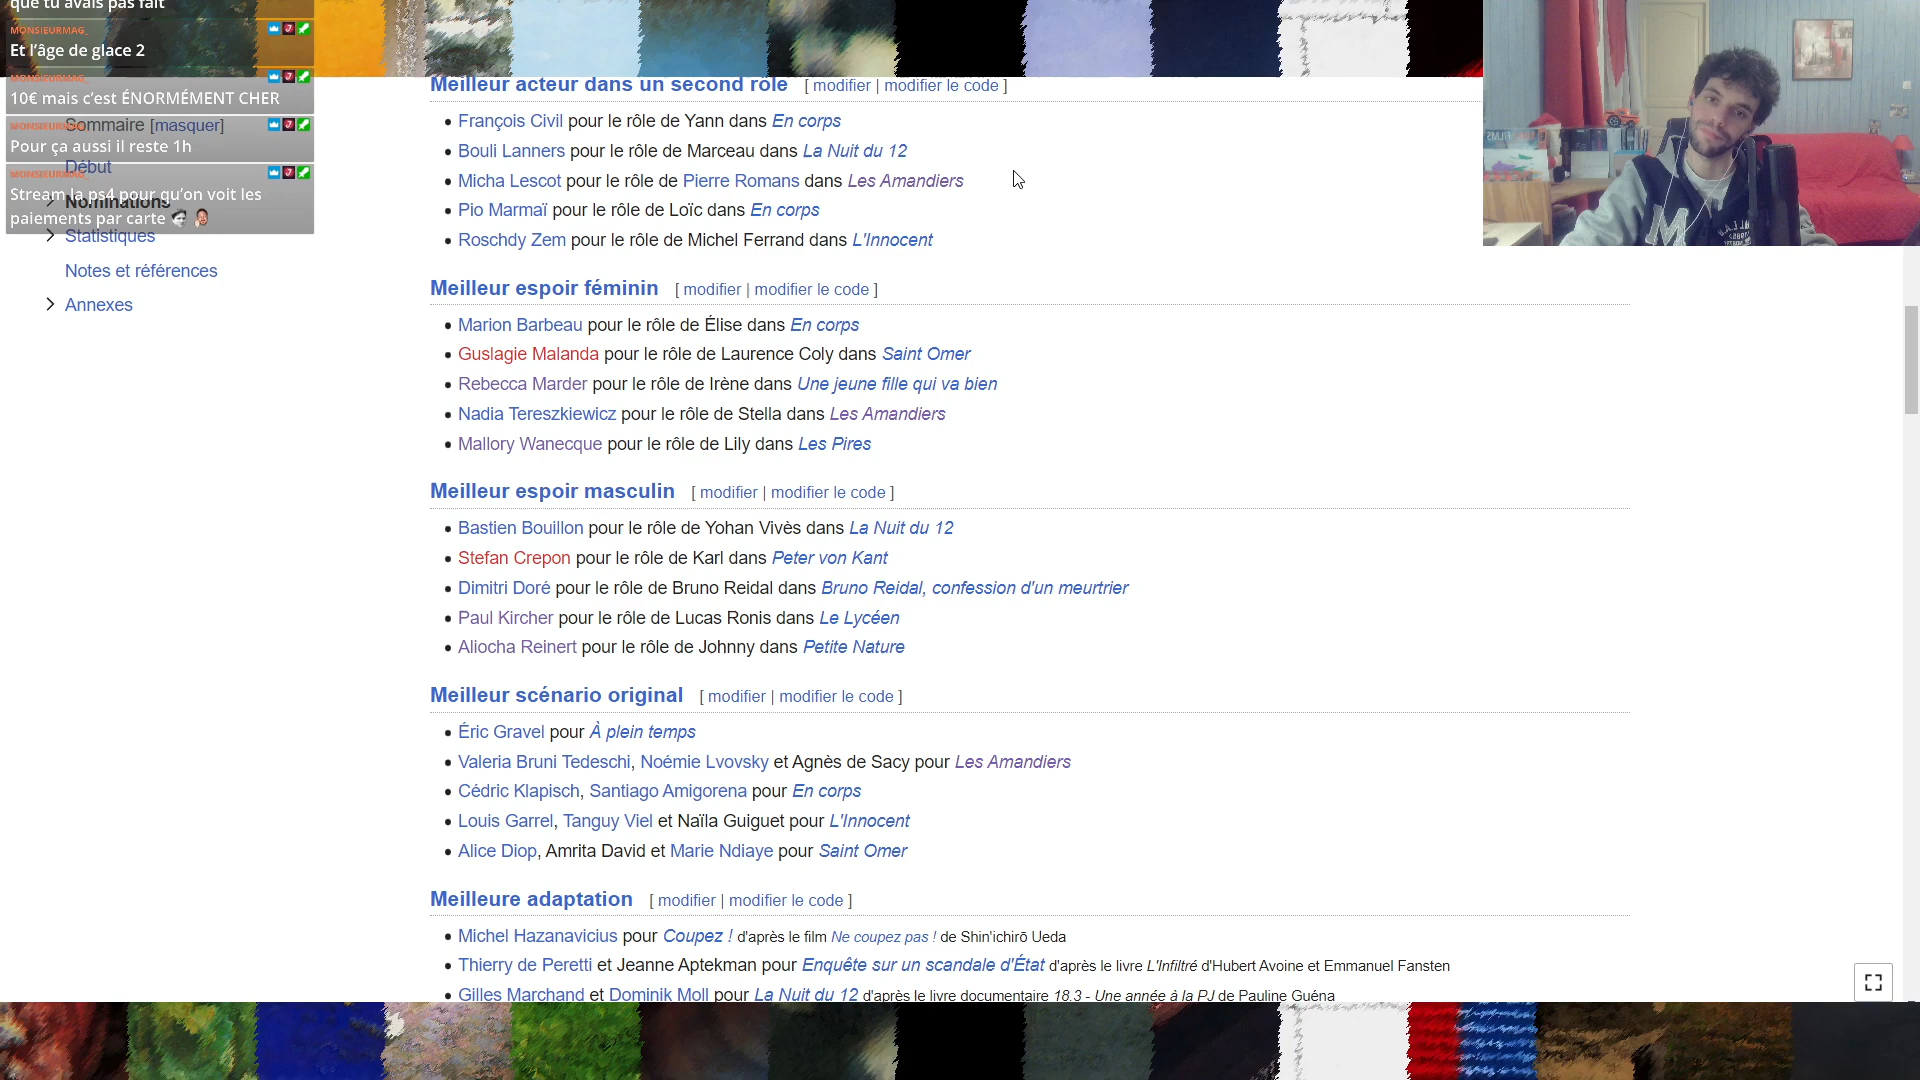 que tu avais pas fait
MONSIEURMAG_
Et l’âge de glace 2
MONSIEURMAG_
10€ mais c’est ÉNORMÉMENT CHER
MONSIEURMAG_
Sommaire [masquer]
Pour ça aussi il reste 1h
Début
MONSIEURMAG_
Stream la ps4 pour qu’on voit les
Nominations
paiements par carte
Statistiques
Notes et références
Annexes
Meilleur acteur dans un second rôle [ modifier | modifier le code ]
• François Civil pour le rôle de Yann dans En corps
• Bouli Lanners pour le rôle de Marceau dans La Nuit du 12
• Micha Lescot pour le rôle de Pierre Romans dans Les Amandiers
• Pio Marmaï pour le rôle de Loïc dans En corps
• Roschdy Zem pour le rôle de Michel Ferrand dans L'Innocent
Meilleur espoir féminin [ modifier | modifier le code ]
• Marion Barbeau pour le rôle de Élise dans En corps
• Guslagie Malanda pour le rôle de Laurence Coly dans Saint Omer
• Rebecca Marder pour le rôle de Irène dans Une jeune fille qui va bien
• Nadia Tereszkiewicz pour le rôle de Stella dans Les Amandiers
• Mallory Wanecque pour le rôle de Lily dans Les Pires
Meilleur espoir masculin [ modifier | modifier le code ]
• Bastien Bouillon pour le rôle de Yohan Vivès dans La Nuit du 12
• Stefan Crepon pour le rôle de Karl dans Peter von Kant
• Dimitri Doré pour le rôle de Bruno Reidal dans Bruno Reidal, confession d'un meurtrier
• Paul Kircher pour le rôle de Lucas Ronis dans Le Lycéen
• Aliocha Reinert pour le rôle de Johnny dans Petite Nature
Meilleur scénario original [ modifier | modifier le code ]
• Éric Gravel pour À plein temps
• Valeria Bruni Tedeschi, Noémie Lvovsky et Agnès de Sacy pour Les Amandiers
• Cédric Klapisch, Santiago Amigorena pour En corps
• Louis Garrel, Tanguy Viel et Naïla Guiguet pour L'Innocent
• Alice Diop, Amrita David et Marie Ndiaye pour Saint Omer
Meilleure adaptation [ modifier | modifier le code ]
• Michel Hazanavicius pour Coupez ! d'après le film Ne coupez pas ! de Shin'ichirō Ueda
• Thierry de Peretti et Jeanne Aptekman pour Enquête sur un scandale d'État d'après le livre L'Infiltré d'Hubert Avoine et Emmanuel Fansten
• Gilles Marchand et Dominik Moll pour La Nuit du 12 d'après le livre documentaire 18.3 - Une année à la PJ de Pauline Guéna